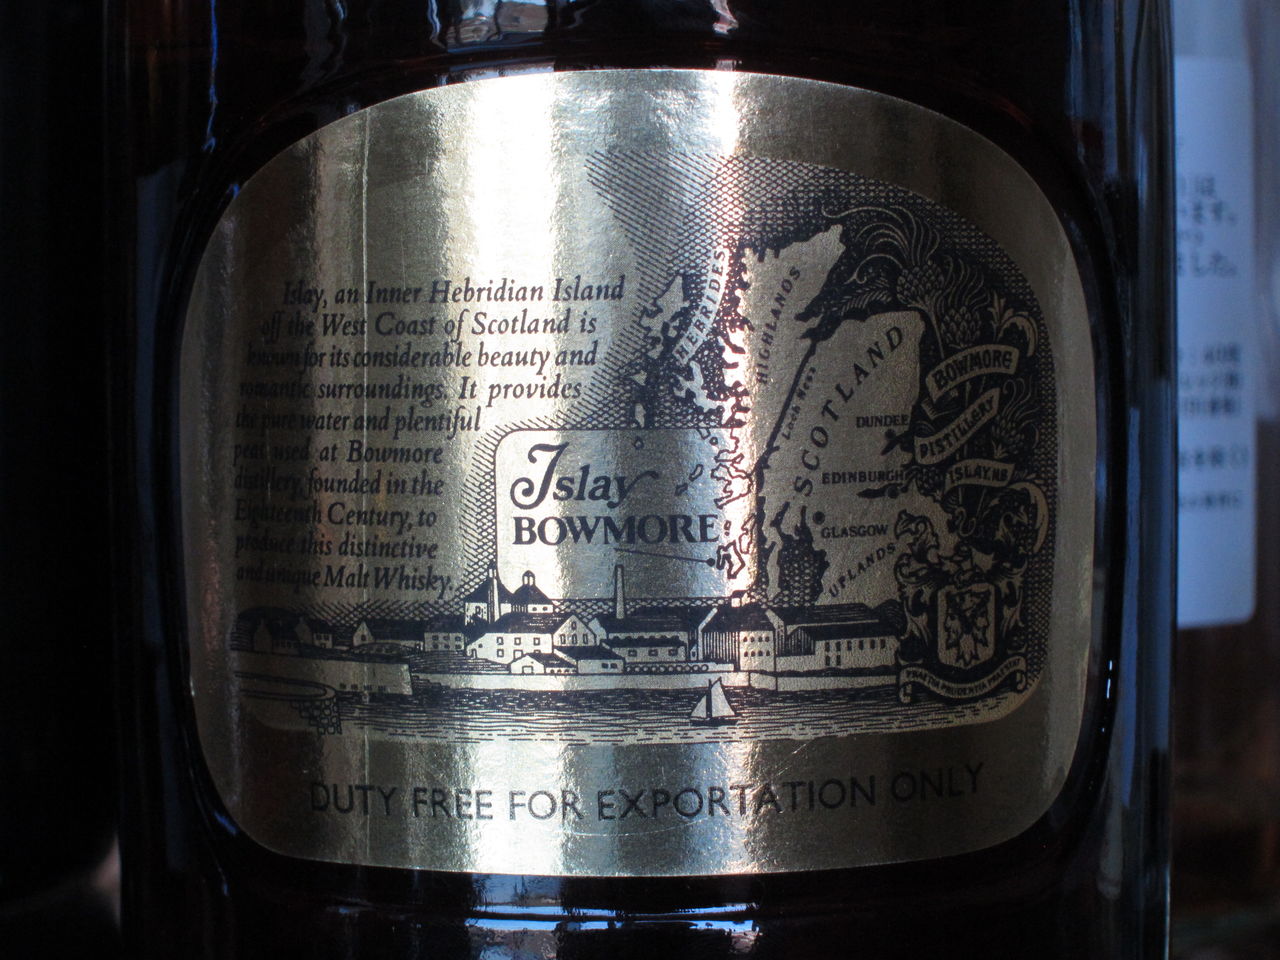 Islay, an Inner Hebridian Island
off the West Coast of Scotland is
known for its considerable beauty and
romantic surroundings. It provides
the pure water and plentiful
peat used at Bowmore
distillery, founded in the
Eighteenth Century, to
produce this distinctive
and unique Malt Whisky.
Islay
BOWMORE
HEBRIDES
HIGHLANDS
Loch Ness
SCOTLAND
DUNDEE
EDINBURGH
GLASGOW
UPLANDS
BOWMORE
DISTILLERY
ISLAY, NB
DUTY FREE FOR EXPORTATION ONLY